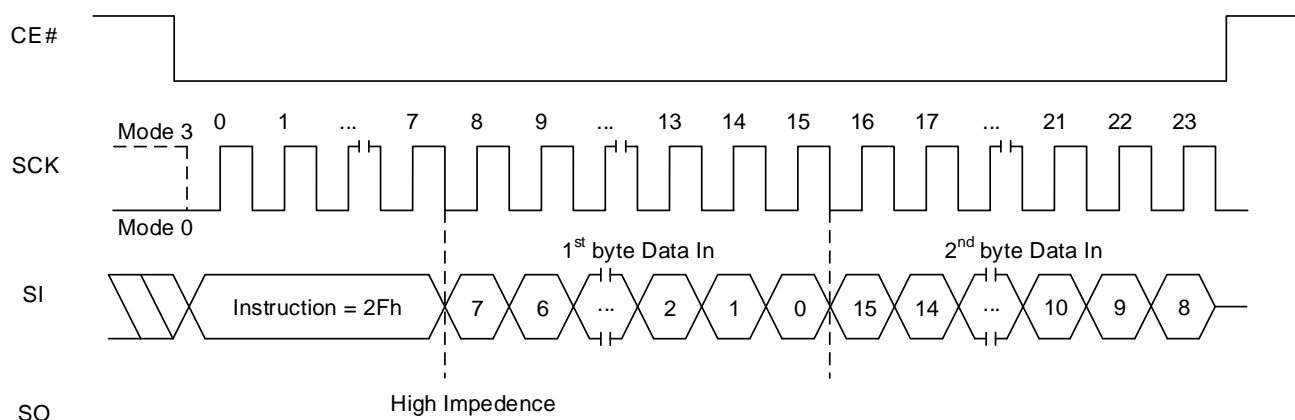 CE#
0 1 ... 7 8 9 ... 13 14 15 16 17 ... 21 22 23
Mode 3
SCK
Mode 0
1st byte Data In 2nd byte Data In
SI Instruction = 2Fh 7 6 ... 2 1 0 15 14 ... 10 9 8
High Impedence
SO